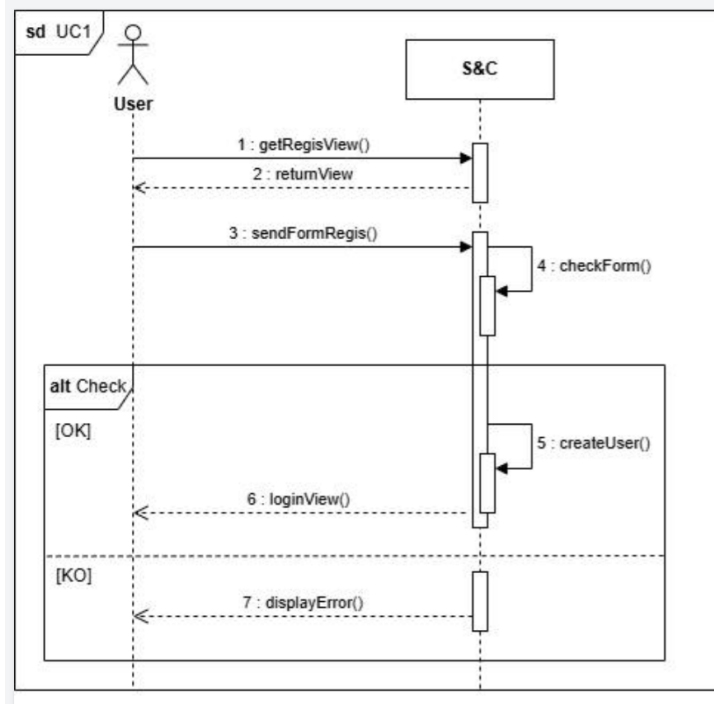 sd UC1
User
S&C
1 : getRegisView()
2 : returnView
3 : sendFormRegis()
4 : checkForm()
alt Check
[OK]
5 : createUser()
6 : loginView()
[KO]
7 : displayError()